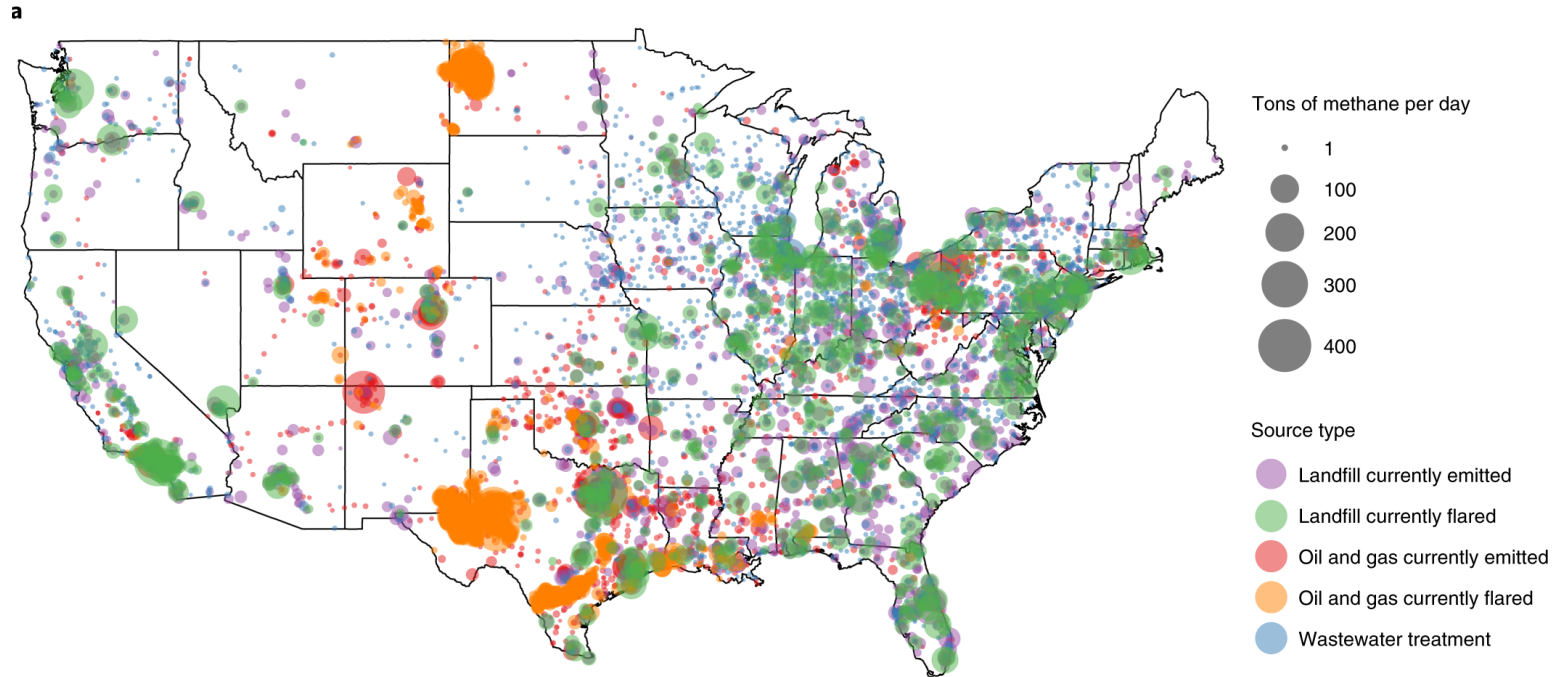 a
Tons of methane per day
1
100
200
300
400
Source type
Landfill currently emitted
Landfill currently flared
Oil and gas currently emitted
Oil and gas currently flared
Wastewater treatment